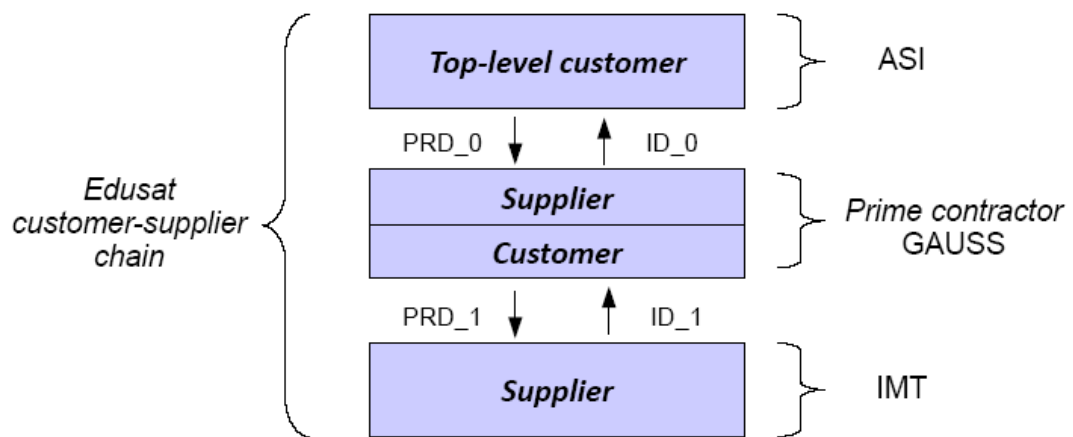 Top-level customer
ASI
PRD_0
ID_0
Edusat
customer-supplier
chain
Supplier
Customer
Prime contractor
GAUSS
PRD_1
ID_1
Supplier
IMT